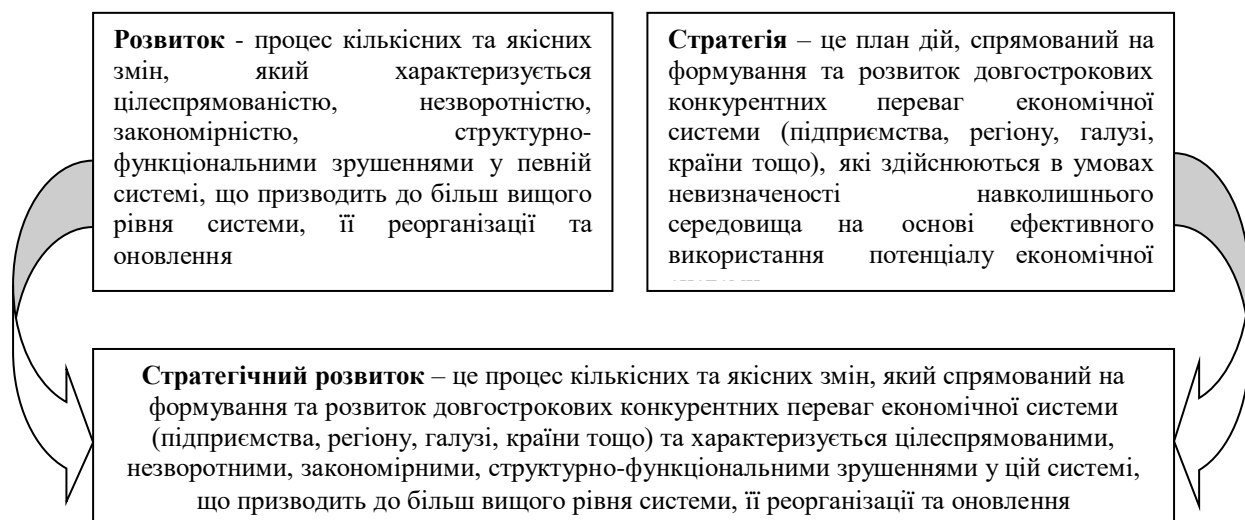 Розвиток - процес кількісних та якісних
змін, який характеризується
цілеспрямованістю, незворотністю,
закономірністю, структурно-
функціональними зрушеннями у певній
системі, що призводить до більш вищого
рівня системи, її реорганізації та
оновлення
Стратегія – це план дій, спрямований на
формування та розвиток довгострокових
конкурентних переваг економічної
системи (підприємства, регіону, галузі,
країни тощо), які здійснюються в умовах
невизначеності навколишнього
середовища на основі ефективного
використання потенціалу економічної
Стратегічний розвиток – це процес кількісних та якісних змін, який спрямований на
формування та розвиток довгострокових конкурентних переваг економічної системи
(підприємства, регіону, галузі, країни тощо) та характеризується цілеспрямованими,
незворотними, закономірними, структурно-функціональними зрушеннями у цій системі,
що призводить до більш вищого рівня системи, її реорганізації та оновлення